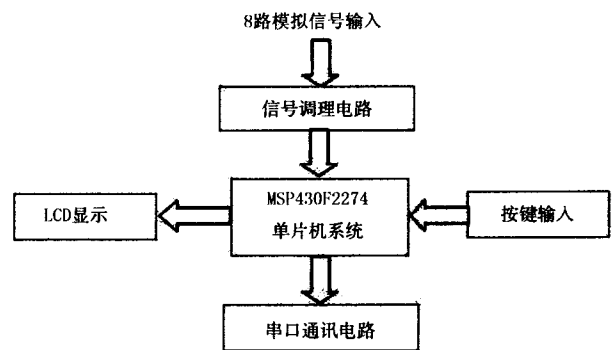 8路模拟信号输入
信号调理电路
MSP430F2274
单片机系统
LCD显示
按键输入
串口通讯电路